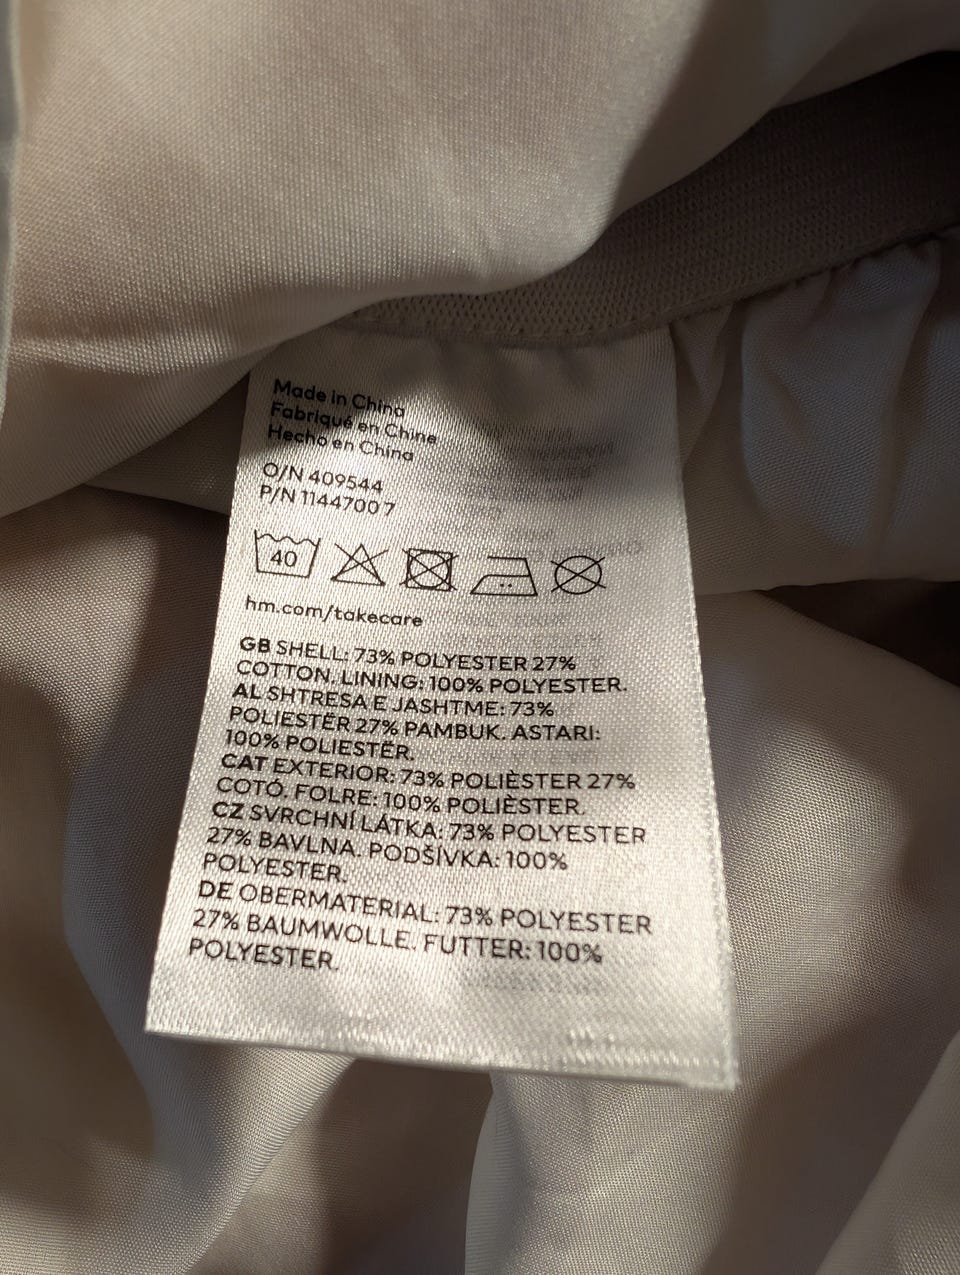 Made in China
Fabriqué en Chine
Hecho en China
O/N 409544
P/N 1144700 7
40
hm.com/takecare
GB SHELL: 73% POLYESTER 27%
COTTON. LINING: 100% POLYESTER.
AL SHTRESA E JASHTME: 73%
POLIESTËR 27% PAMBUK. ASTARI:
100% POLIESTËR.
CAT EXTERIOR: 73% POLIÈSTER 27%
COTÓ. FOLRE: 100% POLIÈSTER.
CZ SVRCHNÍ LÁTKA: 73% POLYESTER
27% BAVLNA. PODŠÍVKA: 100%
POLYESTER.
DE OBERMATERIAL: 73% POLYESTER
27% BAUMWOLLE. FUTTER: 100%
POLYESTER.